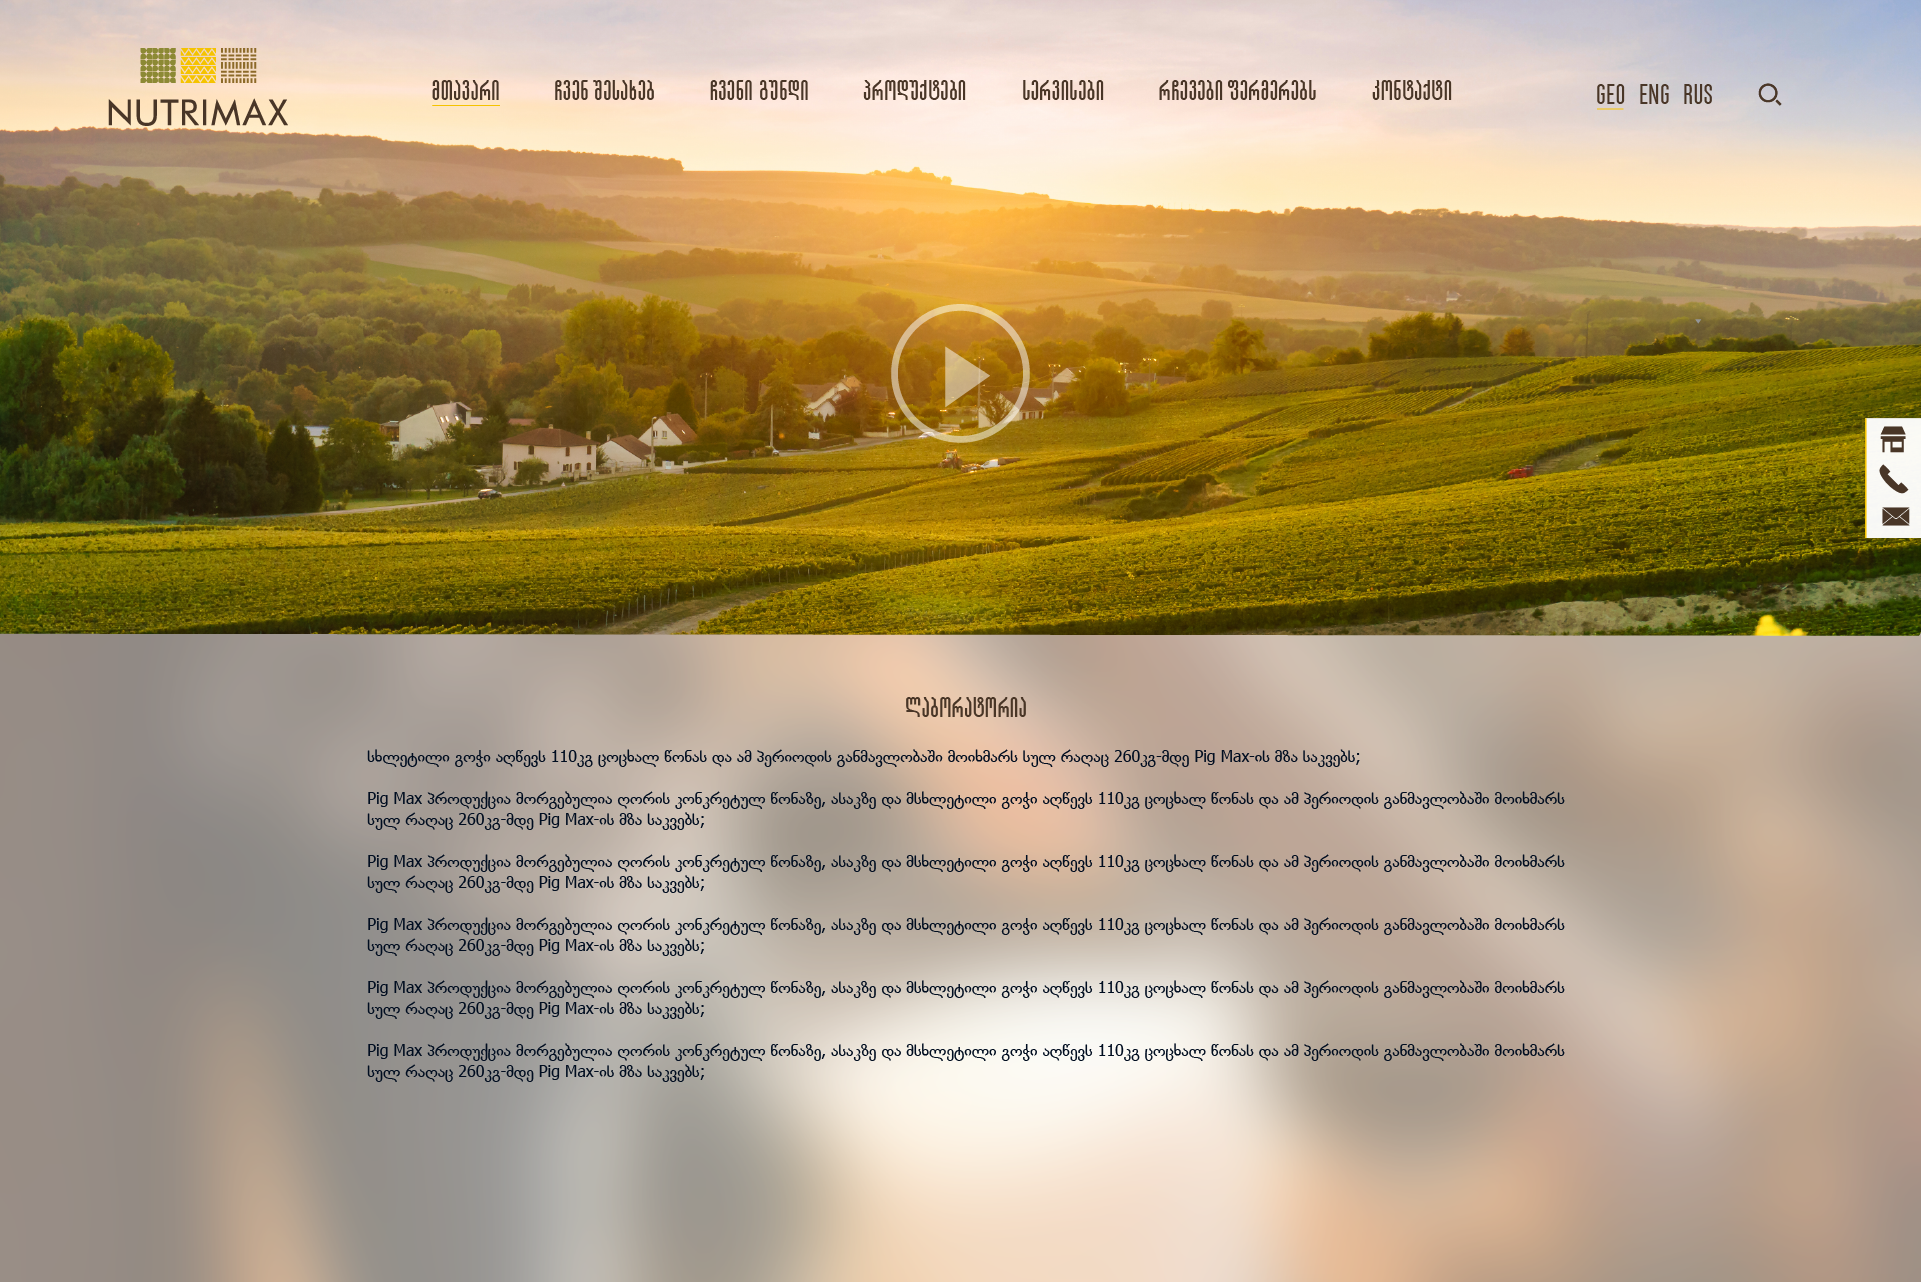 NUTRIMAX
მთავარი
ჩვენ შესახებ
ჩვენი გუნდი
პროდუქტები
სერვისები
რჩევები ფერმერებს
კონტაქტი
GEO ENG RUS
ლაბორატორია
სხლეტილი გოჭი აღწევს 110კგ ცოცხალ წონას და ამ პერიოდის განმავლობაში მოიხმარს სულ რაღაც 260კგ-მდე Pig Max-ის მზა საკვებს;
Pig Max პროდუქცია მორგებულია ღორის კონკრეტულ წონაზე, ასაკზე და მსხლეტილი გოჭი აღწევს 110კგ ცოცხალ წონას და ამ პერიოდის განმავლობაში მოიხმარს
სულ რაღაც 260კგ-მდე Pig Max-ის მზა საკვებს;
Pig Max პროდუქცია მორგებულია ღორის კონკრეტულ წონაზე, ასაკზე და მსხლეტილი გოჭი აღწევს 110კგ ცოცხალ წონას და ამ პერიოდის განმავლობაში მოიხმარს
სულ რაღაც 260კგ-მდე Pig Max-ის მზა საკვებს;
Pig Max პროდუქცია მორგებულია ღორის კონკრეტულ წონაზე, ასაკზე და მსხლეტილი გოჭი აღწევს 110კგ ცოცხალ წონას და ამ პერიოდის განმავლობაში მოიხმარს
სულ რაღაც 260კგ-მდე Pig Max-ის მზა საკვებს;
Pig Max პროდუქცია მორგებულია ღორის კონკრეტულ წონაზე, ასაკზე და მსხლეტილი გოჭი აღწევს 110კგ ცოცხალ წონას და ამ პერიოდის განმავლობაში მოიხმარს
სულ რაღაც 260კგ-მდე Pig Max-ის მზა საკვებს;
Pig Max პროდუქცია მორგებულია ღორის კონკრეტულ წონაზე, ასაკზე და მსხლეტილი გოჭი აღწევს 110კგ ცოცხალ წონას და ამ პერიოდის განმავლობაში მოიხმარს
სულ რაღაც 260კგ-მდე Pig Max-ის მზა საკვებს;